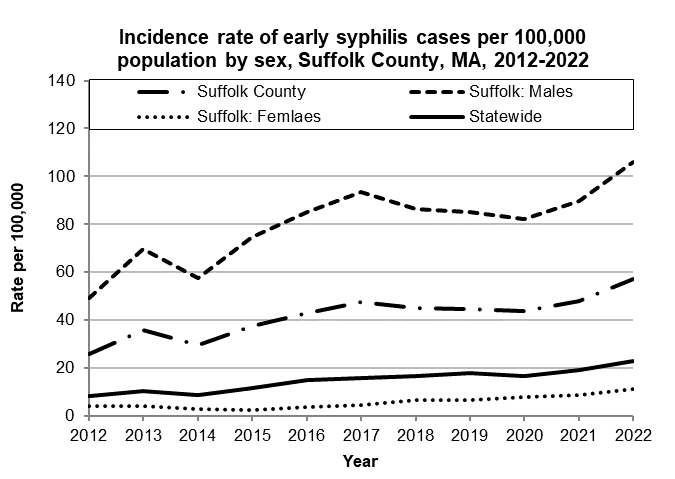 Incidence rate of early syphilis cases per 100,000
population by sex, Suffolk County, MA, 2012-2022
Suffolk County
Suffolk: Males
Suffolk: Femlaes
Statewide
140
120
100
80
60
40
20
0
Rate per 100,000
2012 2013 2014 2015 2016 2017 2018 2019 2020 2021 2022
Year